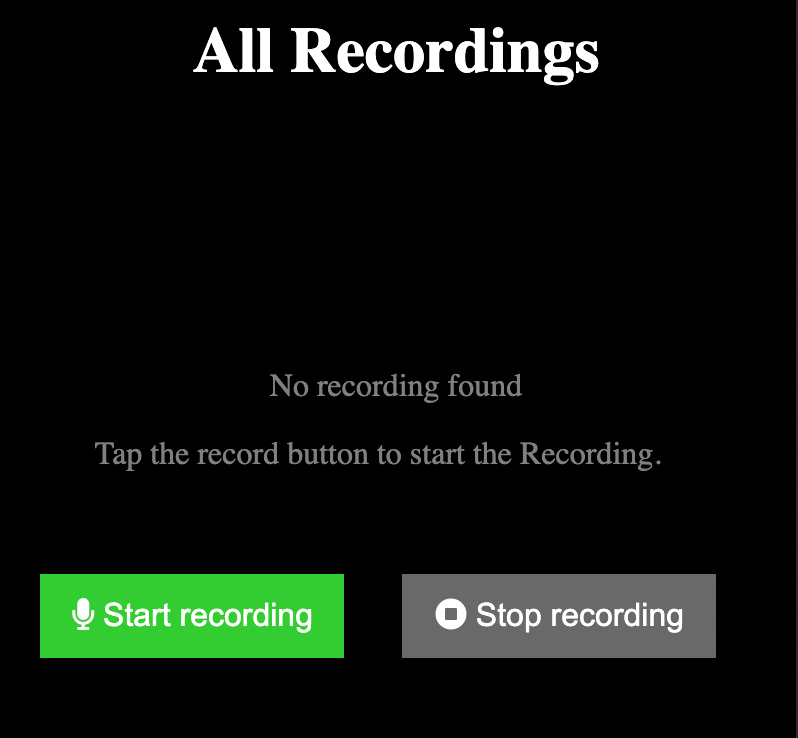 All Recordings
No recording found
Tap the record button to start the Recording.
Start recording
Stop recording